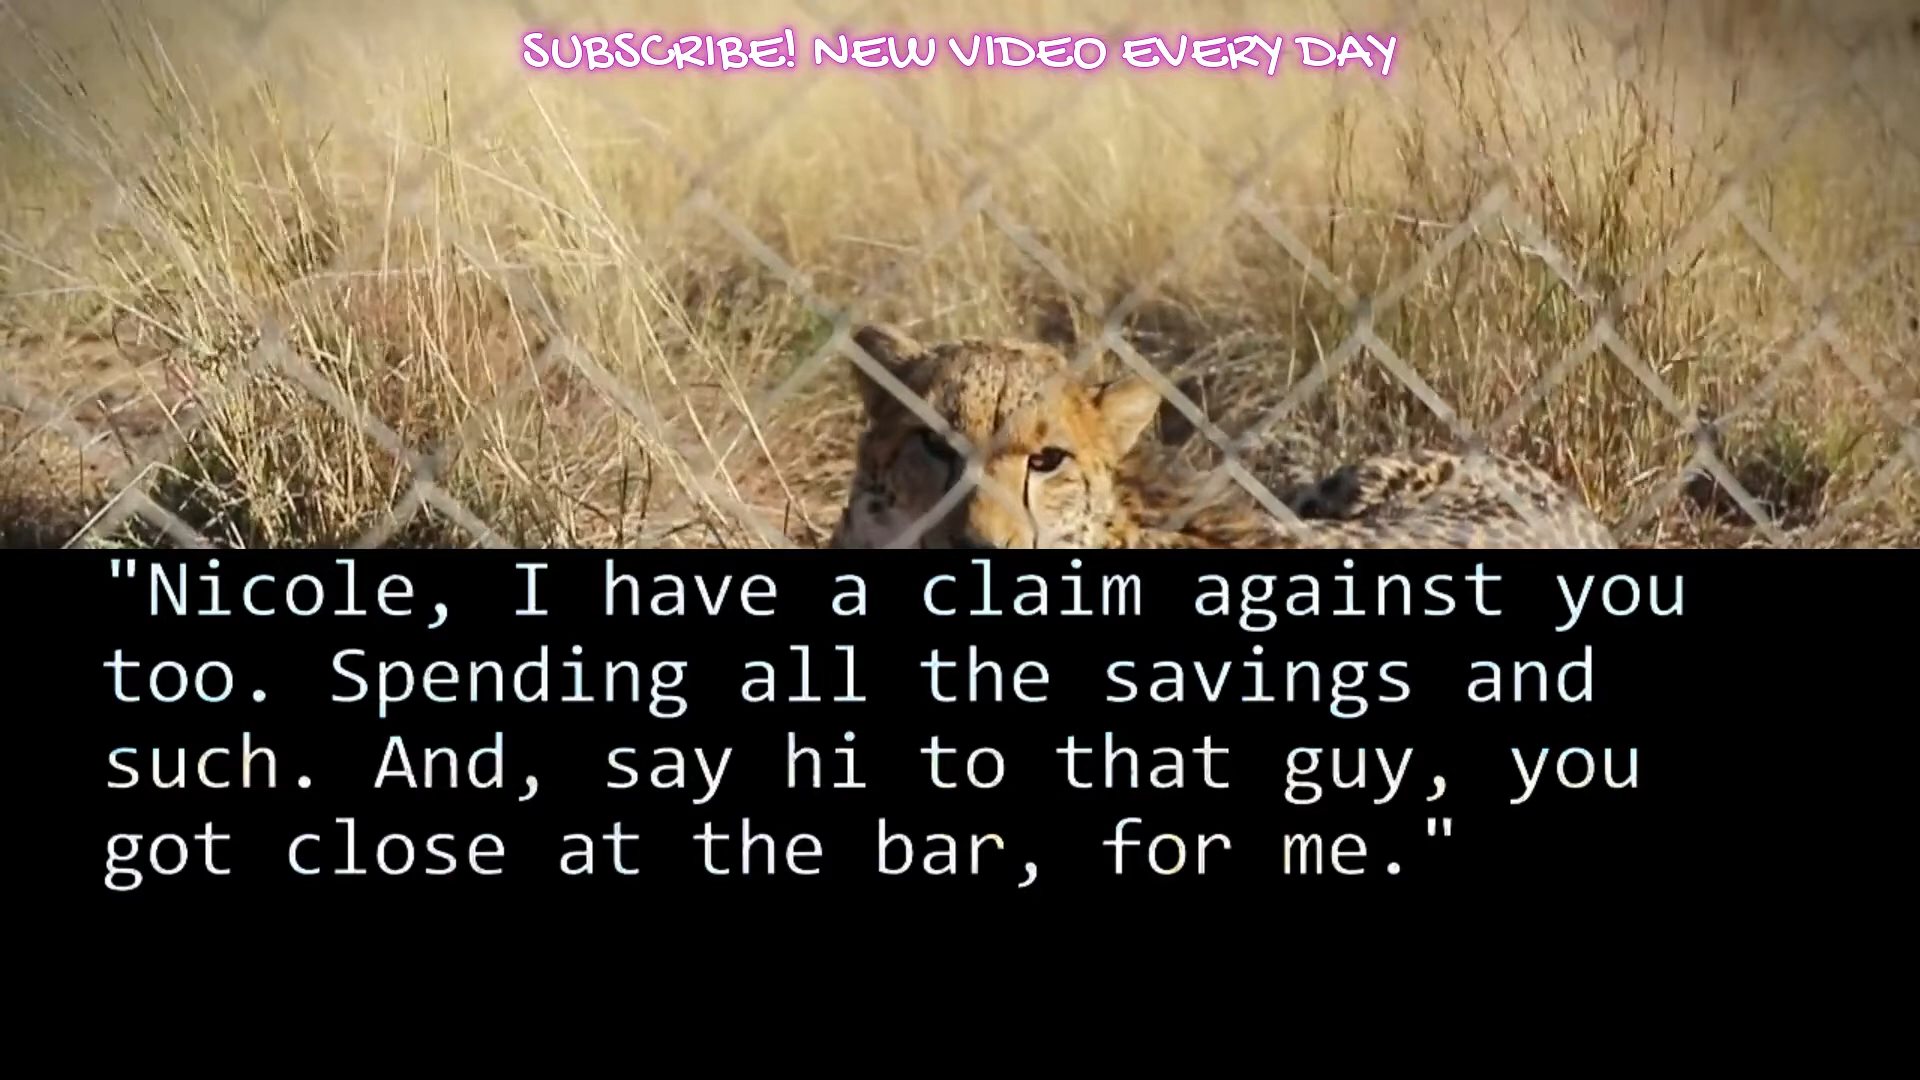 SUBSCRIBE! NEW VIDEO EVERY DAY
"Nicole, I have a claim against you
too. Spending all the savings and
such. And, say hi to that guy, you
got close at the bar, for me."